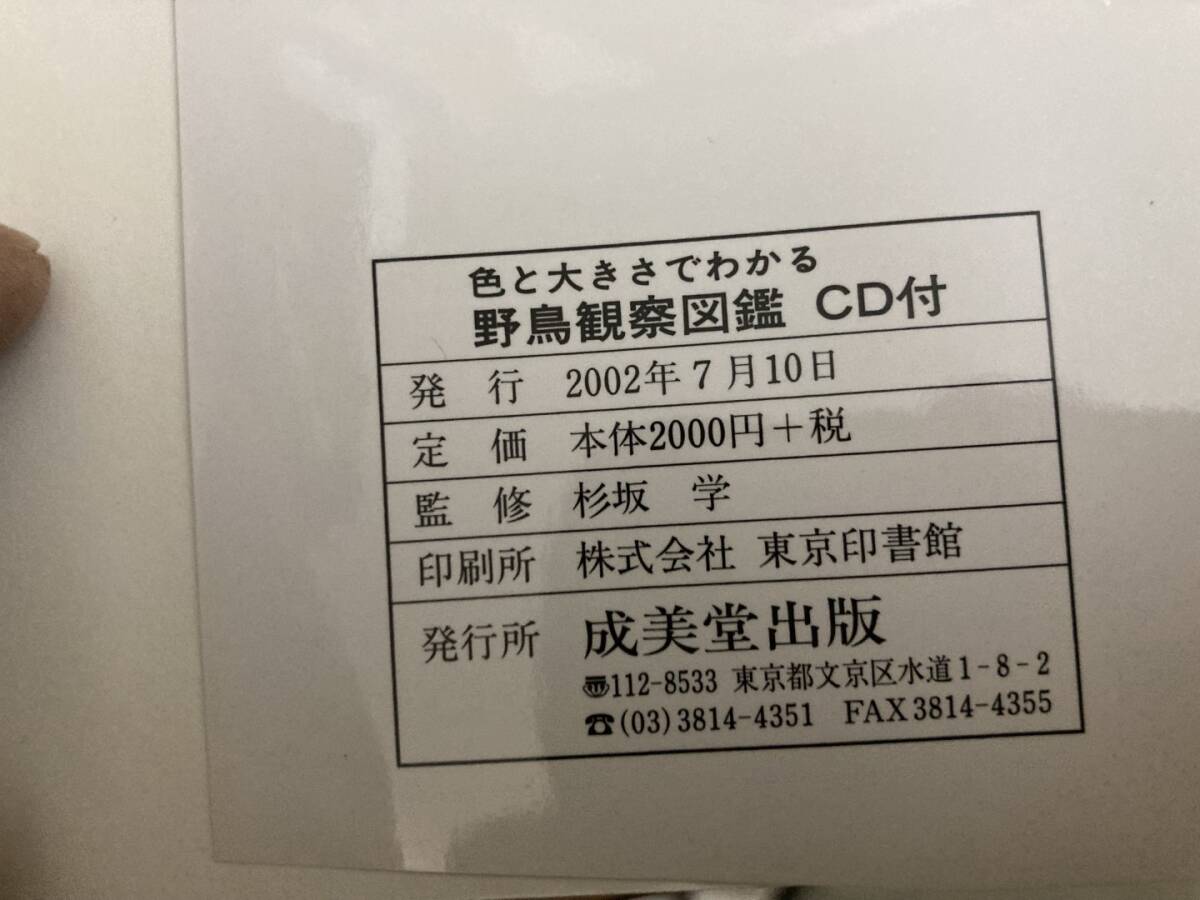 色と大きさでわかる
野鳥観察図鑑 CD付
発行 2002年7月10日
定価 本体2000円+税
監修 杉坂 学
印刷所 株式会社 東京印書館
発行所 成美堂出版
〠112-8533 東京都文京区水道1-8-2
☎(03)3814-4351 FAX3814-4355